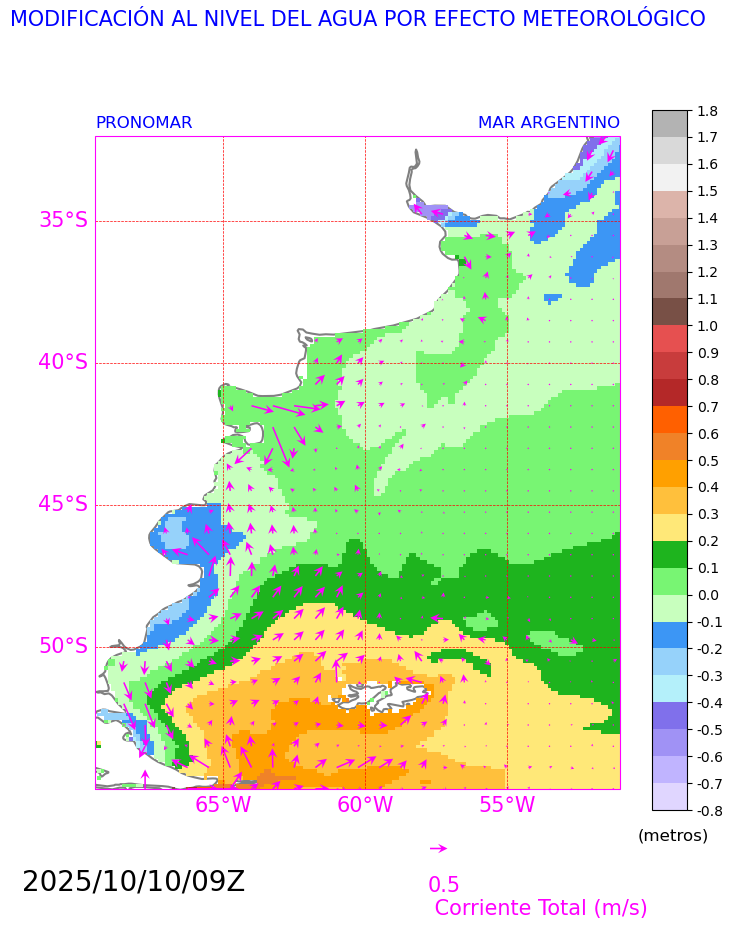 MODIFICACIÓN AL NIVEL DEL AGUA POR EFECTO METEOROLÓGICO
PRONOMAR
MAR ARGENTINO
35°S
40°S
45°S
50°S
65°W
60°W
55°W
1.8
1.7
1.6
1.5
1.4
1.3
1.2
1.1
1.0
0.9
0.8
0.7
0.6
0.5
0.4
0.3
0.2
0.1
0.0
-0.1
-0.2
-0.3
-0.4
-0.5
-0.6
-0.7
-0.8
(metros)
2025/10/10/09Z
0.5
Corriente Total (m/s)